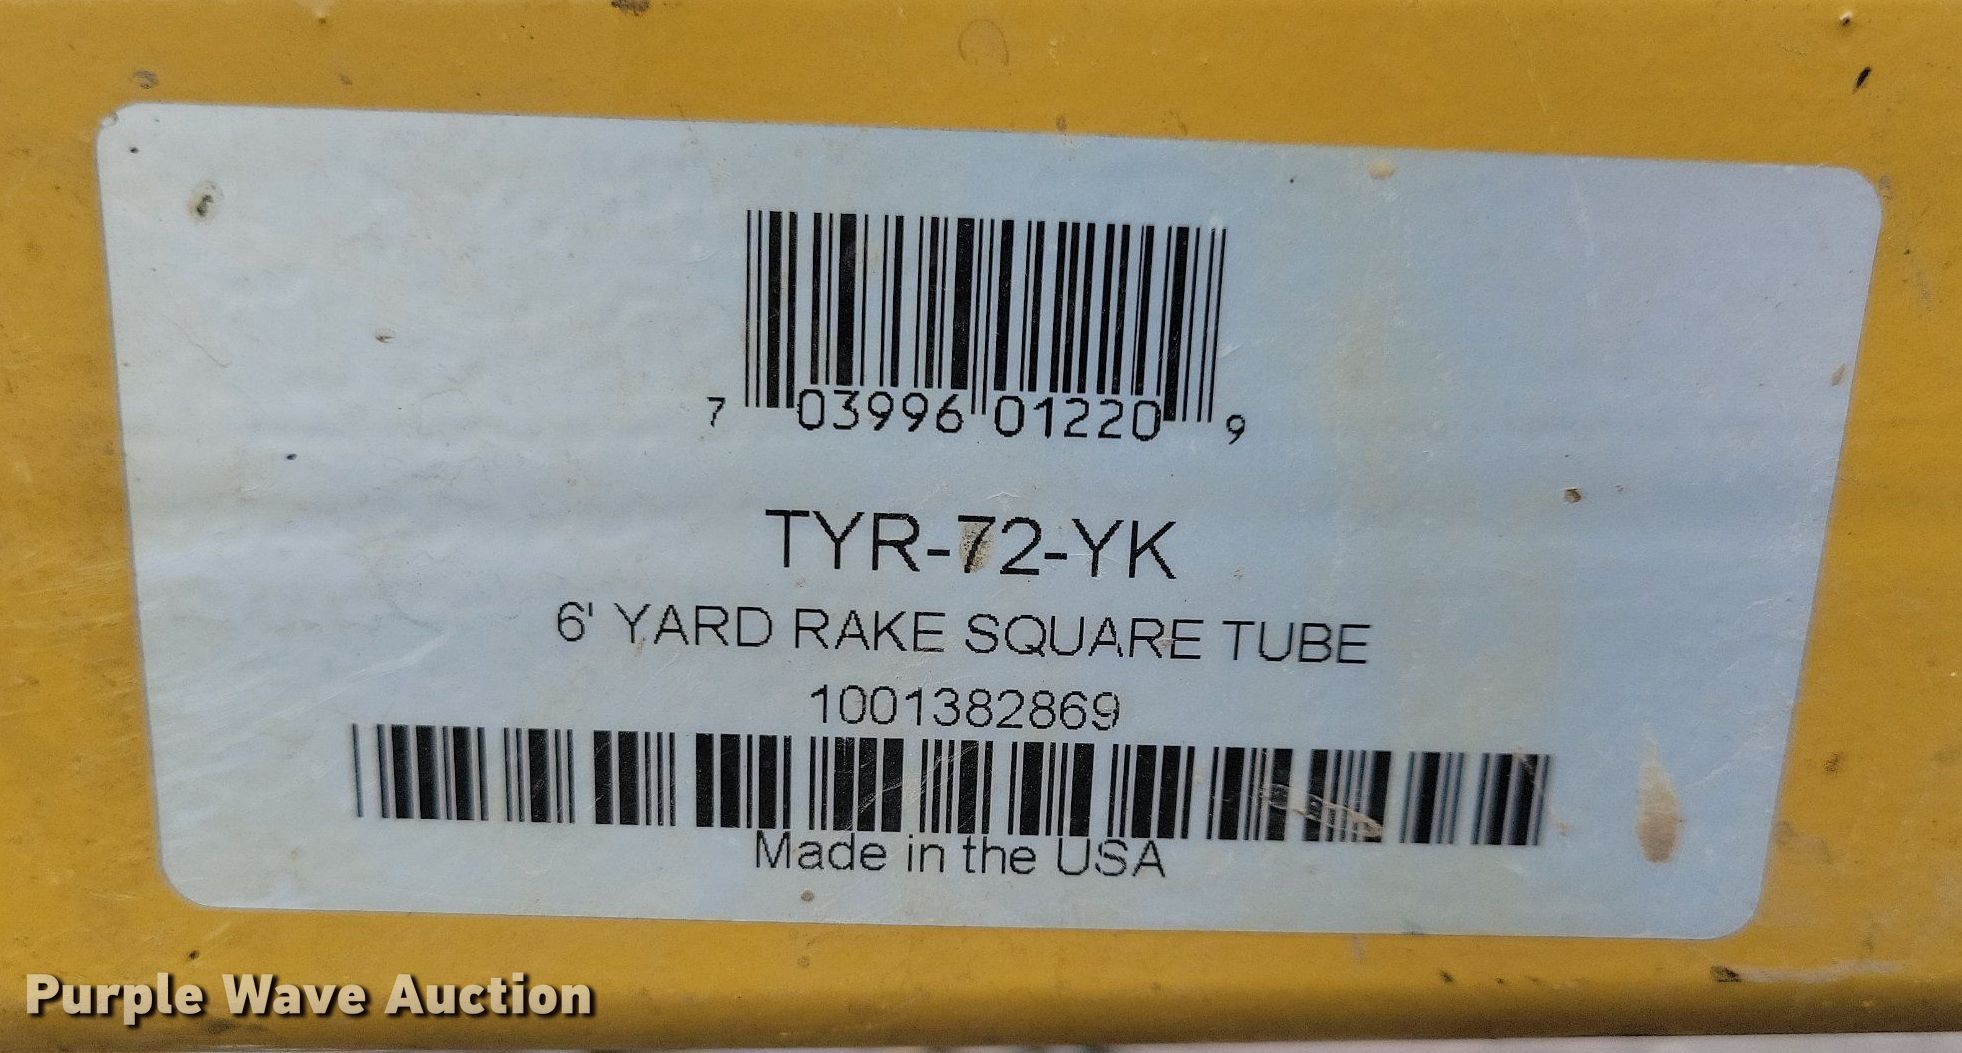 7 03996 01220 9
TYR-72-YK
6' YARD RAKE SQUARE TUBE
1001382869
Made in the USA
Purple Wave Auction